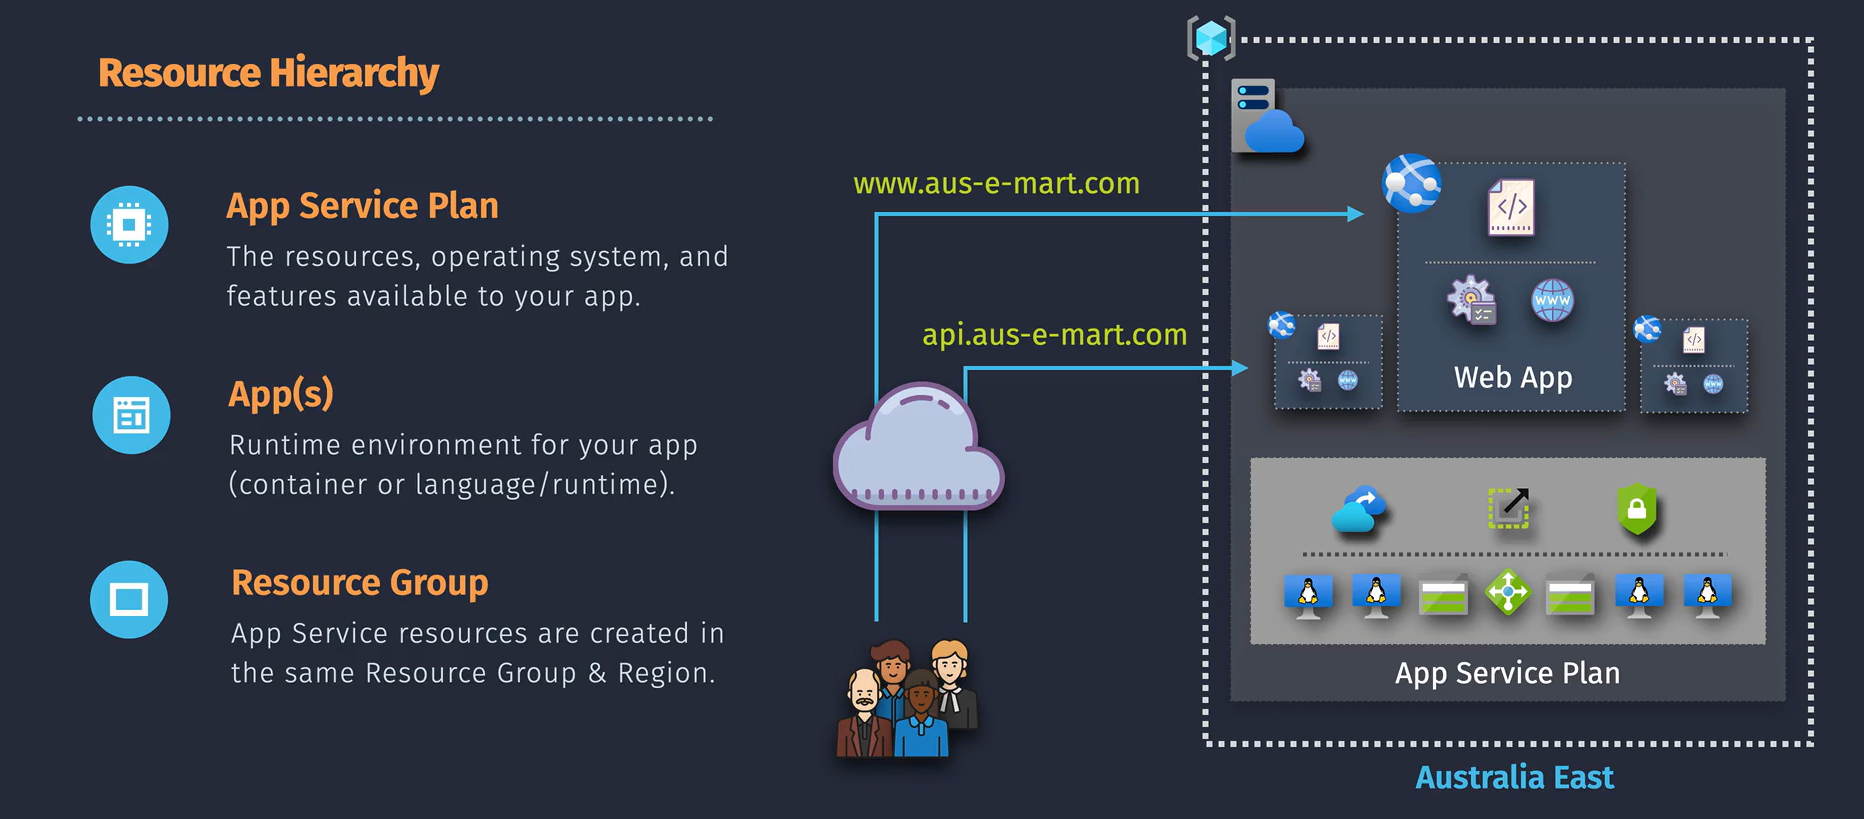 Resource Hierarchy
App Service Plan
The resources, operating system, and
features available to your app.
App(s)
Runtime environment for your app
(container or language/runtime).
Resource Group
App Service resources are created in
the same Resource Group & Region.
www.aus-e-mart.com
api.aus-e-mart.com
</>
WWW
Web App
</>
WWW
</>
WWW
App Service Plan
Australia East